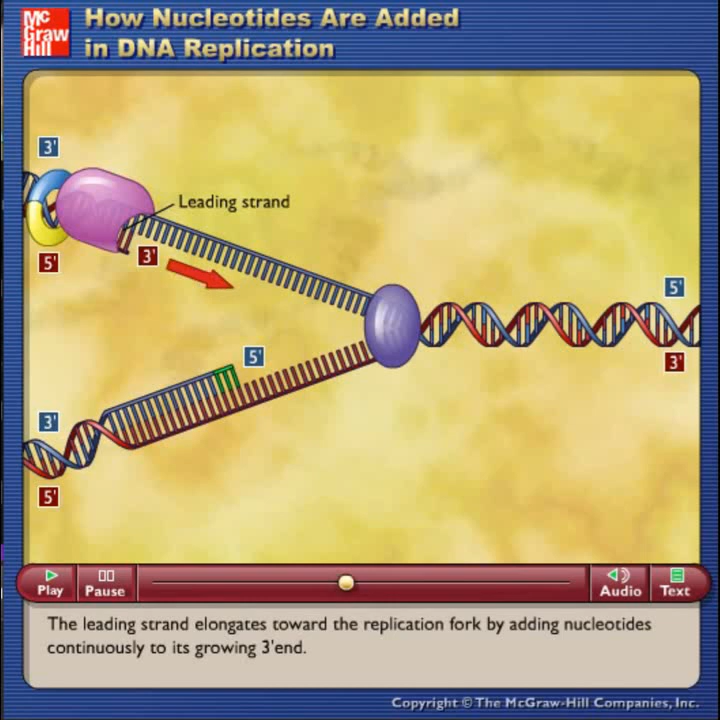 Mc
Graw
Hill
How Nucleotides Are Added
in DNA Replication
3'
Leading strand
5'
3'
5'
3'
5'
3'
5'
Play
Pause
Audio
Text
The leading strand elongates toward the replication fork by adding nucleotides
continuously to its growing 3'end.
Copyright © The McGraw-Hill Companies, Inc.